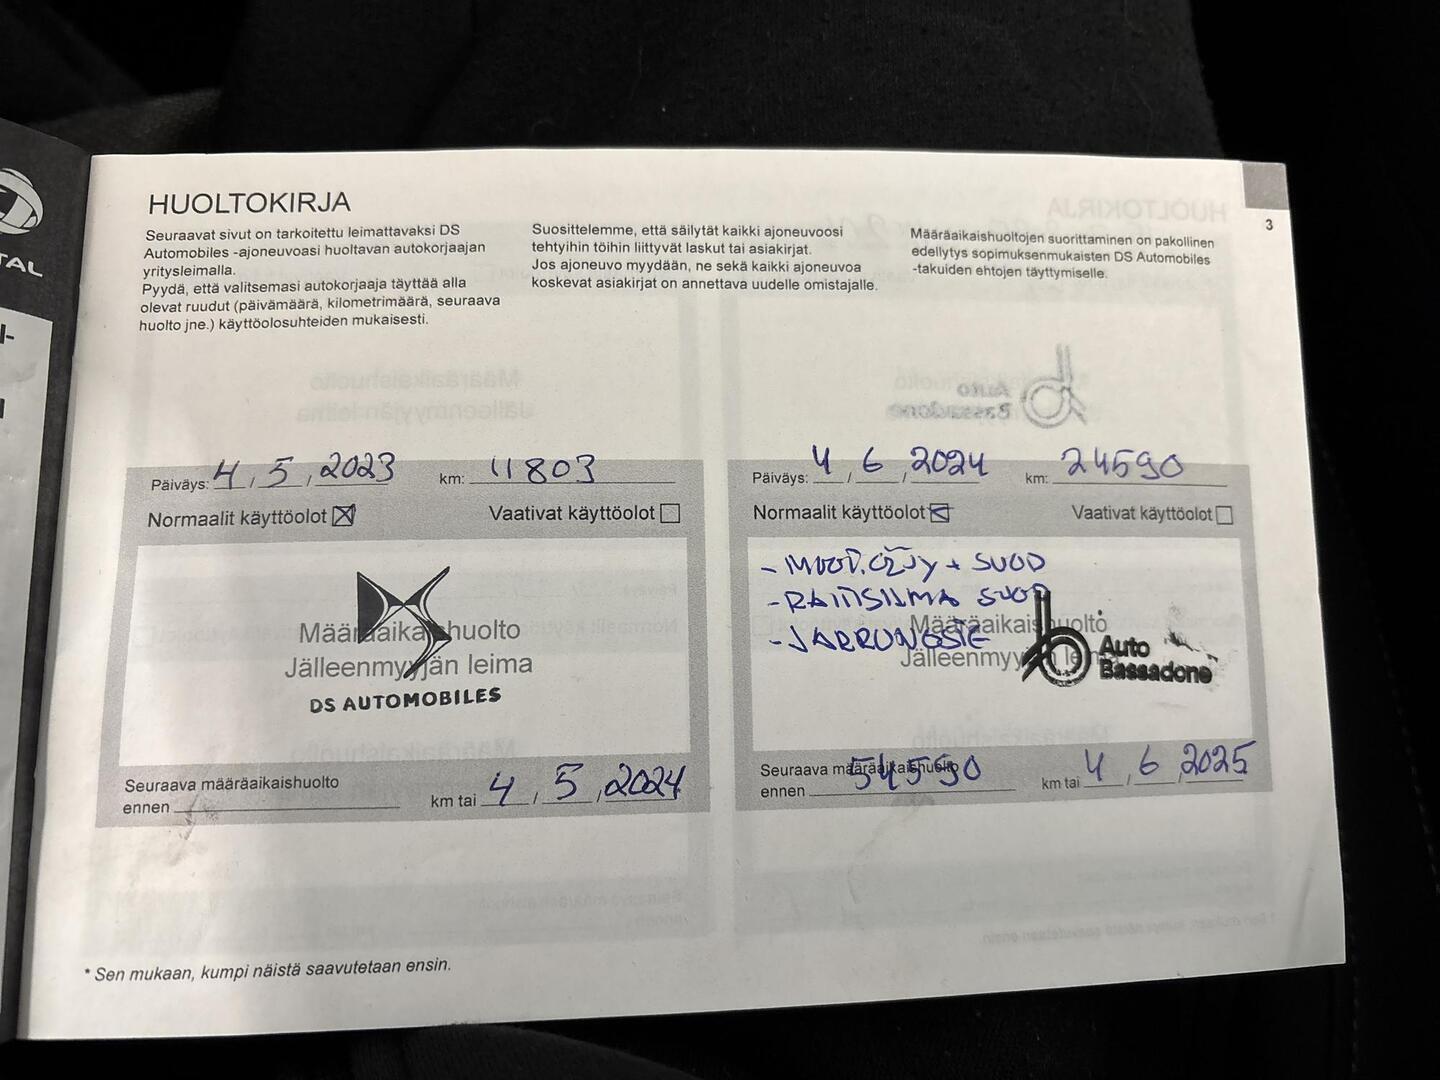 HUOLTOKIRJA
3
Seuraavat sivut on tarkoitettu leimattavaksi DS
Automobiles -ajoneuvoasi huoltavan autokorjaajan
yritysleimalla.
Pyydä, että valitsemasi autokorjaaja täyttää alla
olevat ruudut (päivämäärä, kilometrimäärä, seuraava
huolto jne.) käyttöolosuhteiden mukaisesti.
Suosittelemme, että säilytät kaikki ajoneuvoosi
tehtyihin töihin liittyvät laskut tai asiakirjat.
Jos ajoneuvo myydään, ne sekä kaikki ajoneuvoa
koskevat asiakirjat on annettava uudelle omistajalle.
Määräaikaishuoltojen suorittaminen on pakollinen
edellytys sopimuksenmukaisten DS Automobiles
-takuiden ehtojen täyttymiselle.
Päiväys: 4 / 5 / 2023 km: 11803
Normaalit käyttöolot Vaativat käyttöolot
Määräaikaishuolto
Jälleenmyyjän leima
DS AUTOMOBILES
Seuraava määräaikaishuolto
ennen km tai 4 / 5 / 2024
Päiväys: 4 / 6 / 2024 km: 24590
Normaalit käyttöolot Vaativat käyttöolot
- MOOT.ÖLJY + SUOD
- RAITISILMA SUOD
- JARRUNESTE
Määräaikaishuolto
Jälleenmyyjän leima
Auto
Bassadone
Seuraava määräaikaishuolto
ennen 54590 km tai 4 / 6 / 2025
* Sen mukaan, kumpi näistä saavutetaan ensin.
TAL